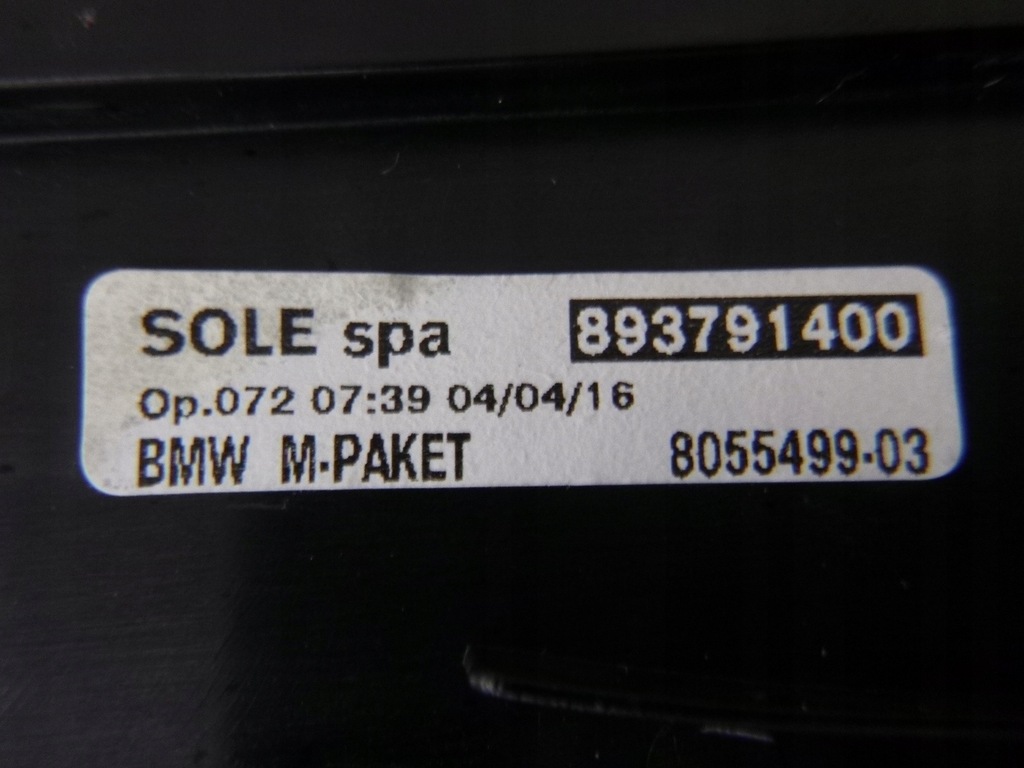 SOLE spa 893791400
Op.072 07:39 04/04/16
BMW M-PAKET 8055499-03